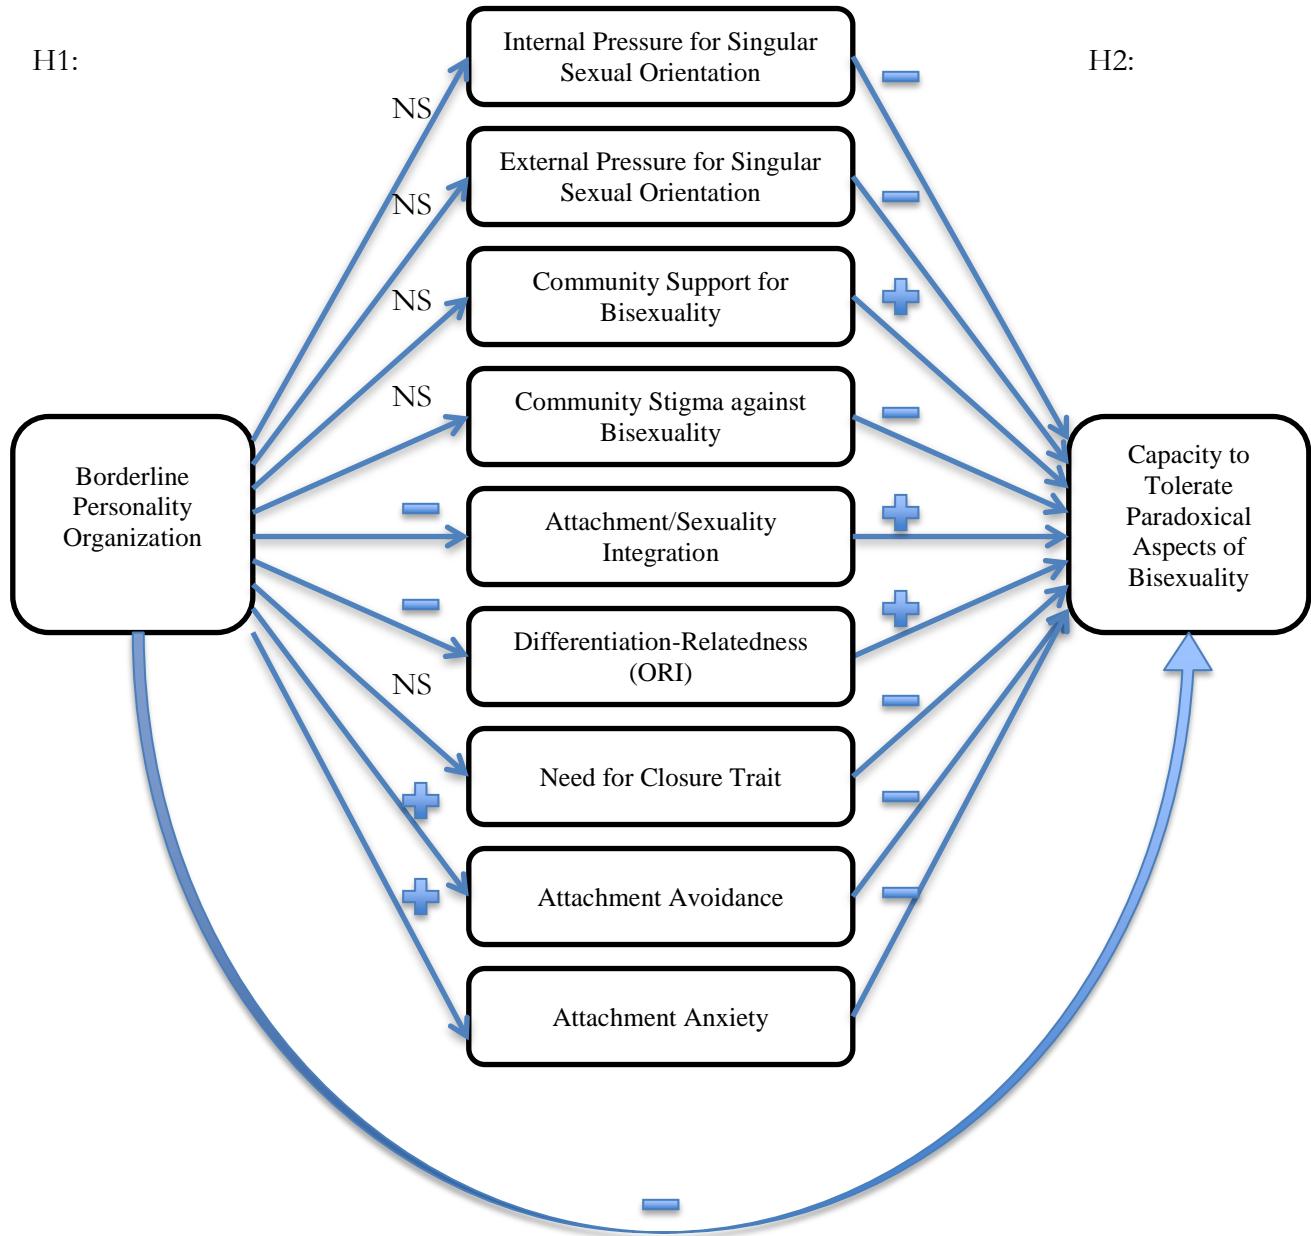 H1:
H2:
Internal Pressure for Singular
Sexual Orientation
NS
External Pressure for Singular
Sexual Orientation
NS
Community Support for
Bisexuality
NS
Community Stigma against
Bisexuality
NS
Borderline
Personality
Organization
Attachment/Sexuality
Integration
Differentiation-Relatedness
(ORI)
NS
Need for Closure Trait
Attachment Avoidance
Attachment Anxiety
Capacity to
Tolerate
Paradoxical
Aspects of
Bisexuality